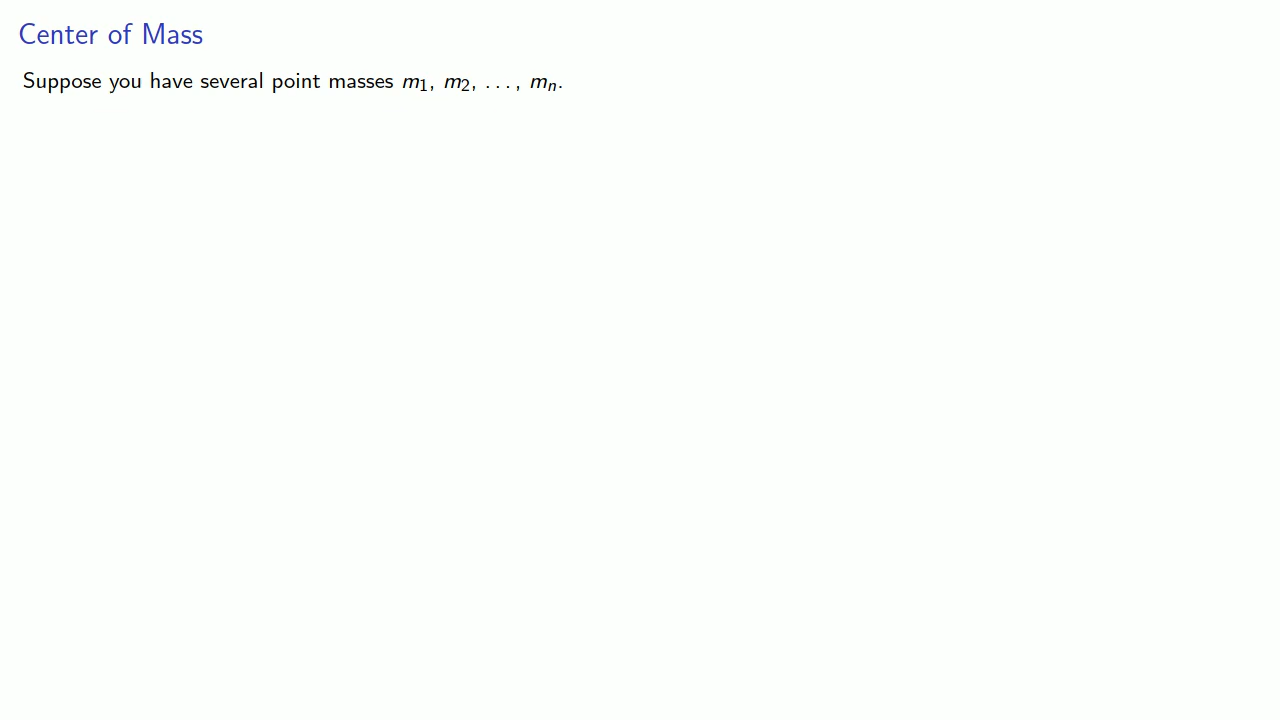 Center of Mass
Suppose you have several point masses m₁, m₂, . . . , mₙ.